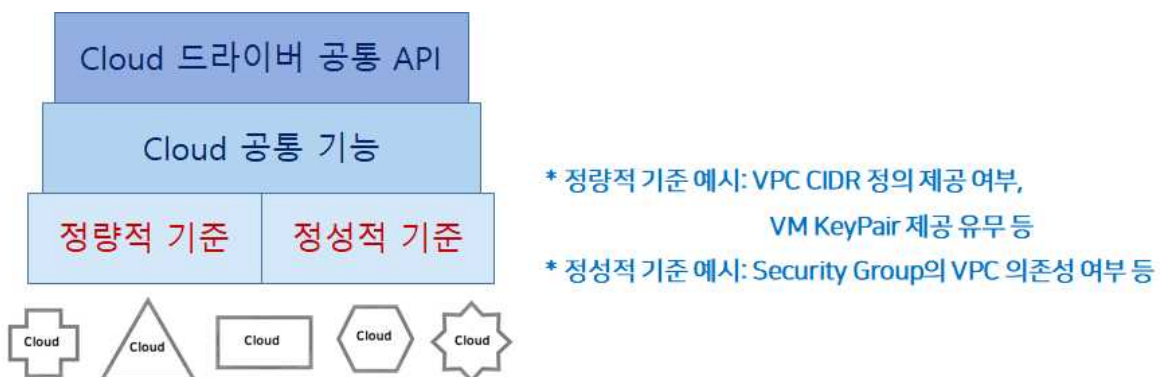 Cloud 드라이버 공통 API
Cloud 공통 기능
정량적 기준
정성적 기준
* 정량적 기준 예시: VPC CIDR 정의 제공 여부,
VM KeyPair 제공 유무 등
* 정성적 기준 예시: Security Group의 VPC 의존성 여부 등
Cloud
Cloud
Cloud
Cloud
Cloud